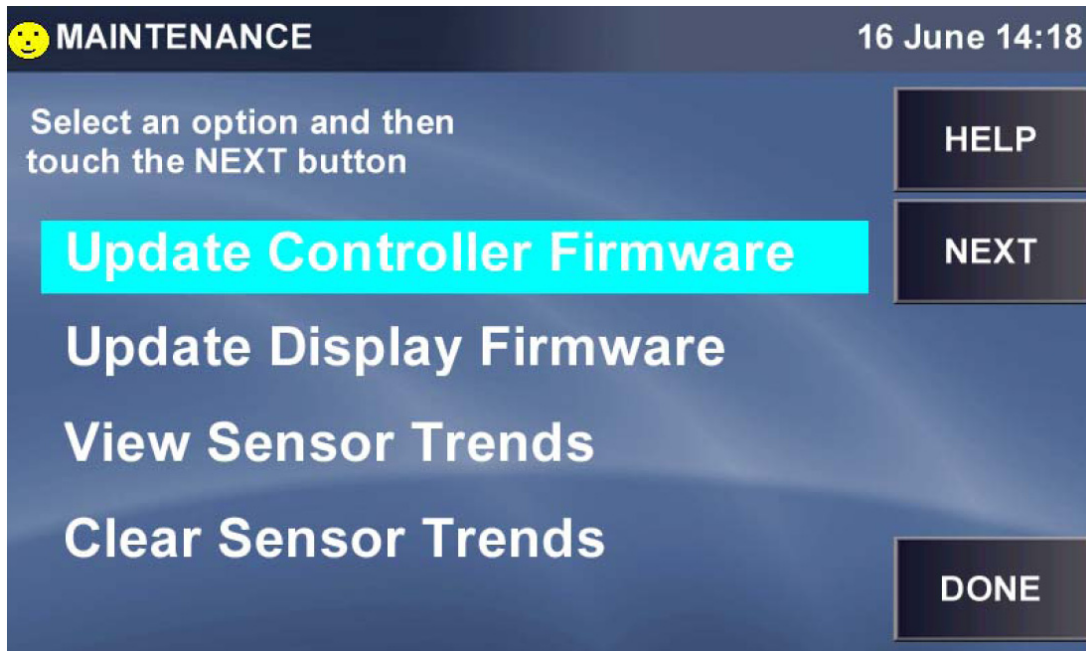 MAINTENANCE
16 June 14:18
Select an option and then
touch the NEXT button
HELP
Update Controller Firmware
NEXT
Update Display Firmware
View Sensor Trends
Clear Sensor Trends
DONE